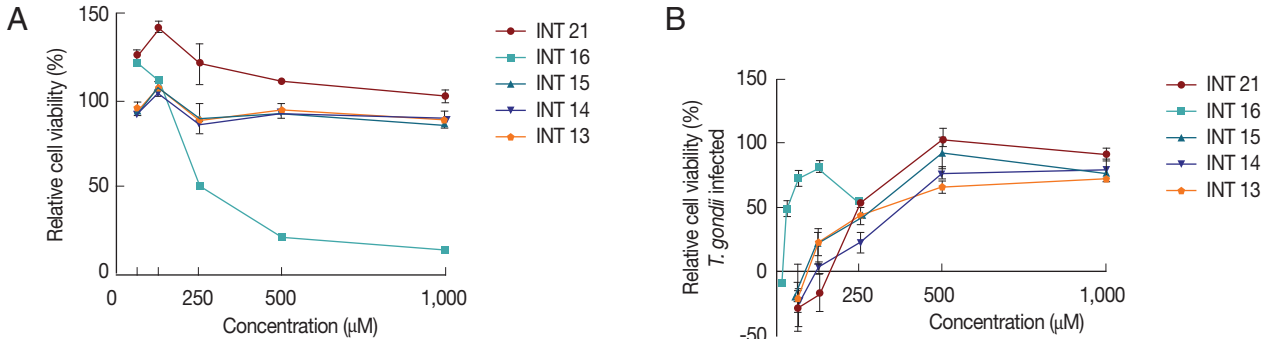 A
Relative cell viability (%)
150
100
50
0
0
250
500
1,000
Concentration (μM)
INT 21
INT 16
INT 15
INT 14
INT 13
B
Relative cell viability (%)
T. gondii infected
150
100
50
0
-50
250
500
1,000
Concentration (μM)
INT 21
INT 16
INT 15
INT 14
INT 13